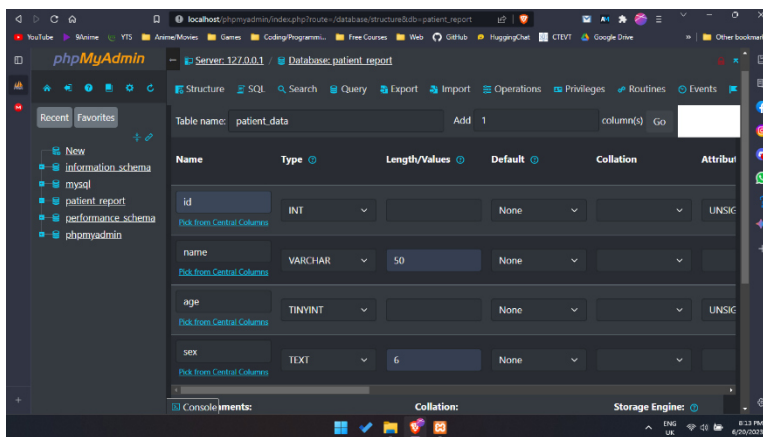 localhost/phpmyadmin/index.php?route=/database/structure&db=patient_report
YouTube 9Anime YTS Anime/Movies Games Coding/Programmi... Free Courses Web GitHub HuggingChat CTEVT Google Drive » Other bookmar
phpMyAdmin
Server: 127.0.0.1 / Database: patient_report
Structure SQL Search Query Export Import Operations Privileges Routines Events
Recent Favorites
Table name: patient_data Add 1 column(s) Go
New
information_schema
mysql
patient_report
performance_schema
phpmyadmin
Name Type Length/Values Default Collation Attribut
id INT None UNSIG
Pick from Central Columns
name VARCHAR 50 None
Pick from Central Columns
age TINYINT None UNSIG
Pick from Central Columns
sex TEXT 6 None
Pick from Central Columns
Console mments: Collation: Storage Engine:
ENG 8:13 PM
UK 6/20/2023